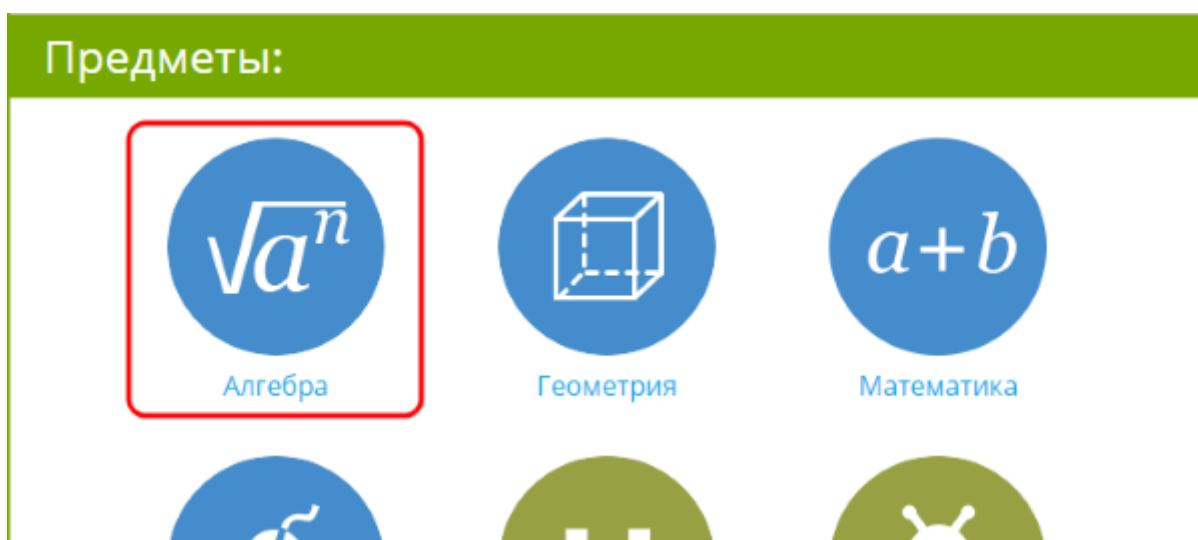 Предметы:
√aⁿ
a+b
Алгебра
Геометрия
Математика